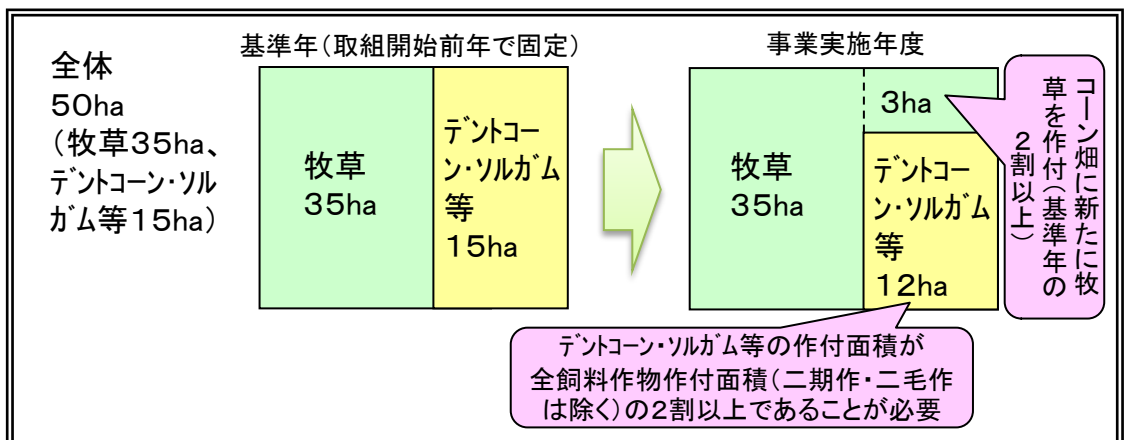 全体
50ha
(牧草35ha、
デントコーン・ソル
ガム等15ha)
基準年(取組開始前年で固定)
牧草
35ha
デントコー
ン・ソルガム
等
15ha
事業実施年度
牧草
35ha
3ha
デントコー
ン・ソルガム
等
12ha
コーン畑に新たに牧
草を作付(基準年の
2割以上)
デントコーン・ソルガム等の作付面積が
全飼料作物作付面積(二期作・二毛作
は除く)の2割以上であることが必要